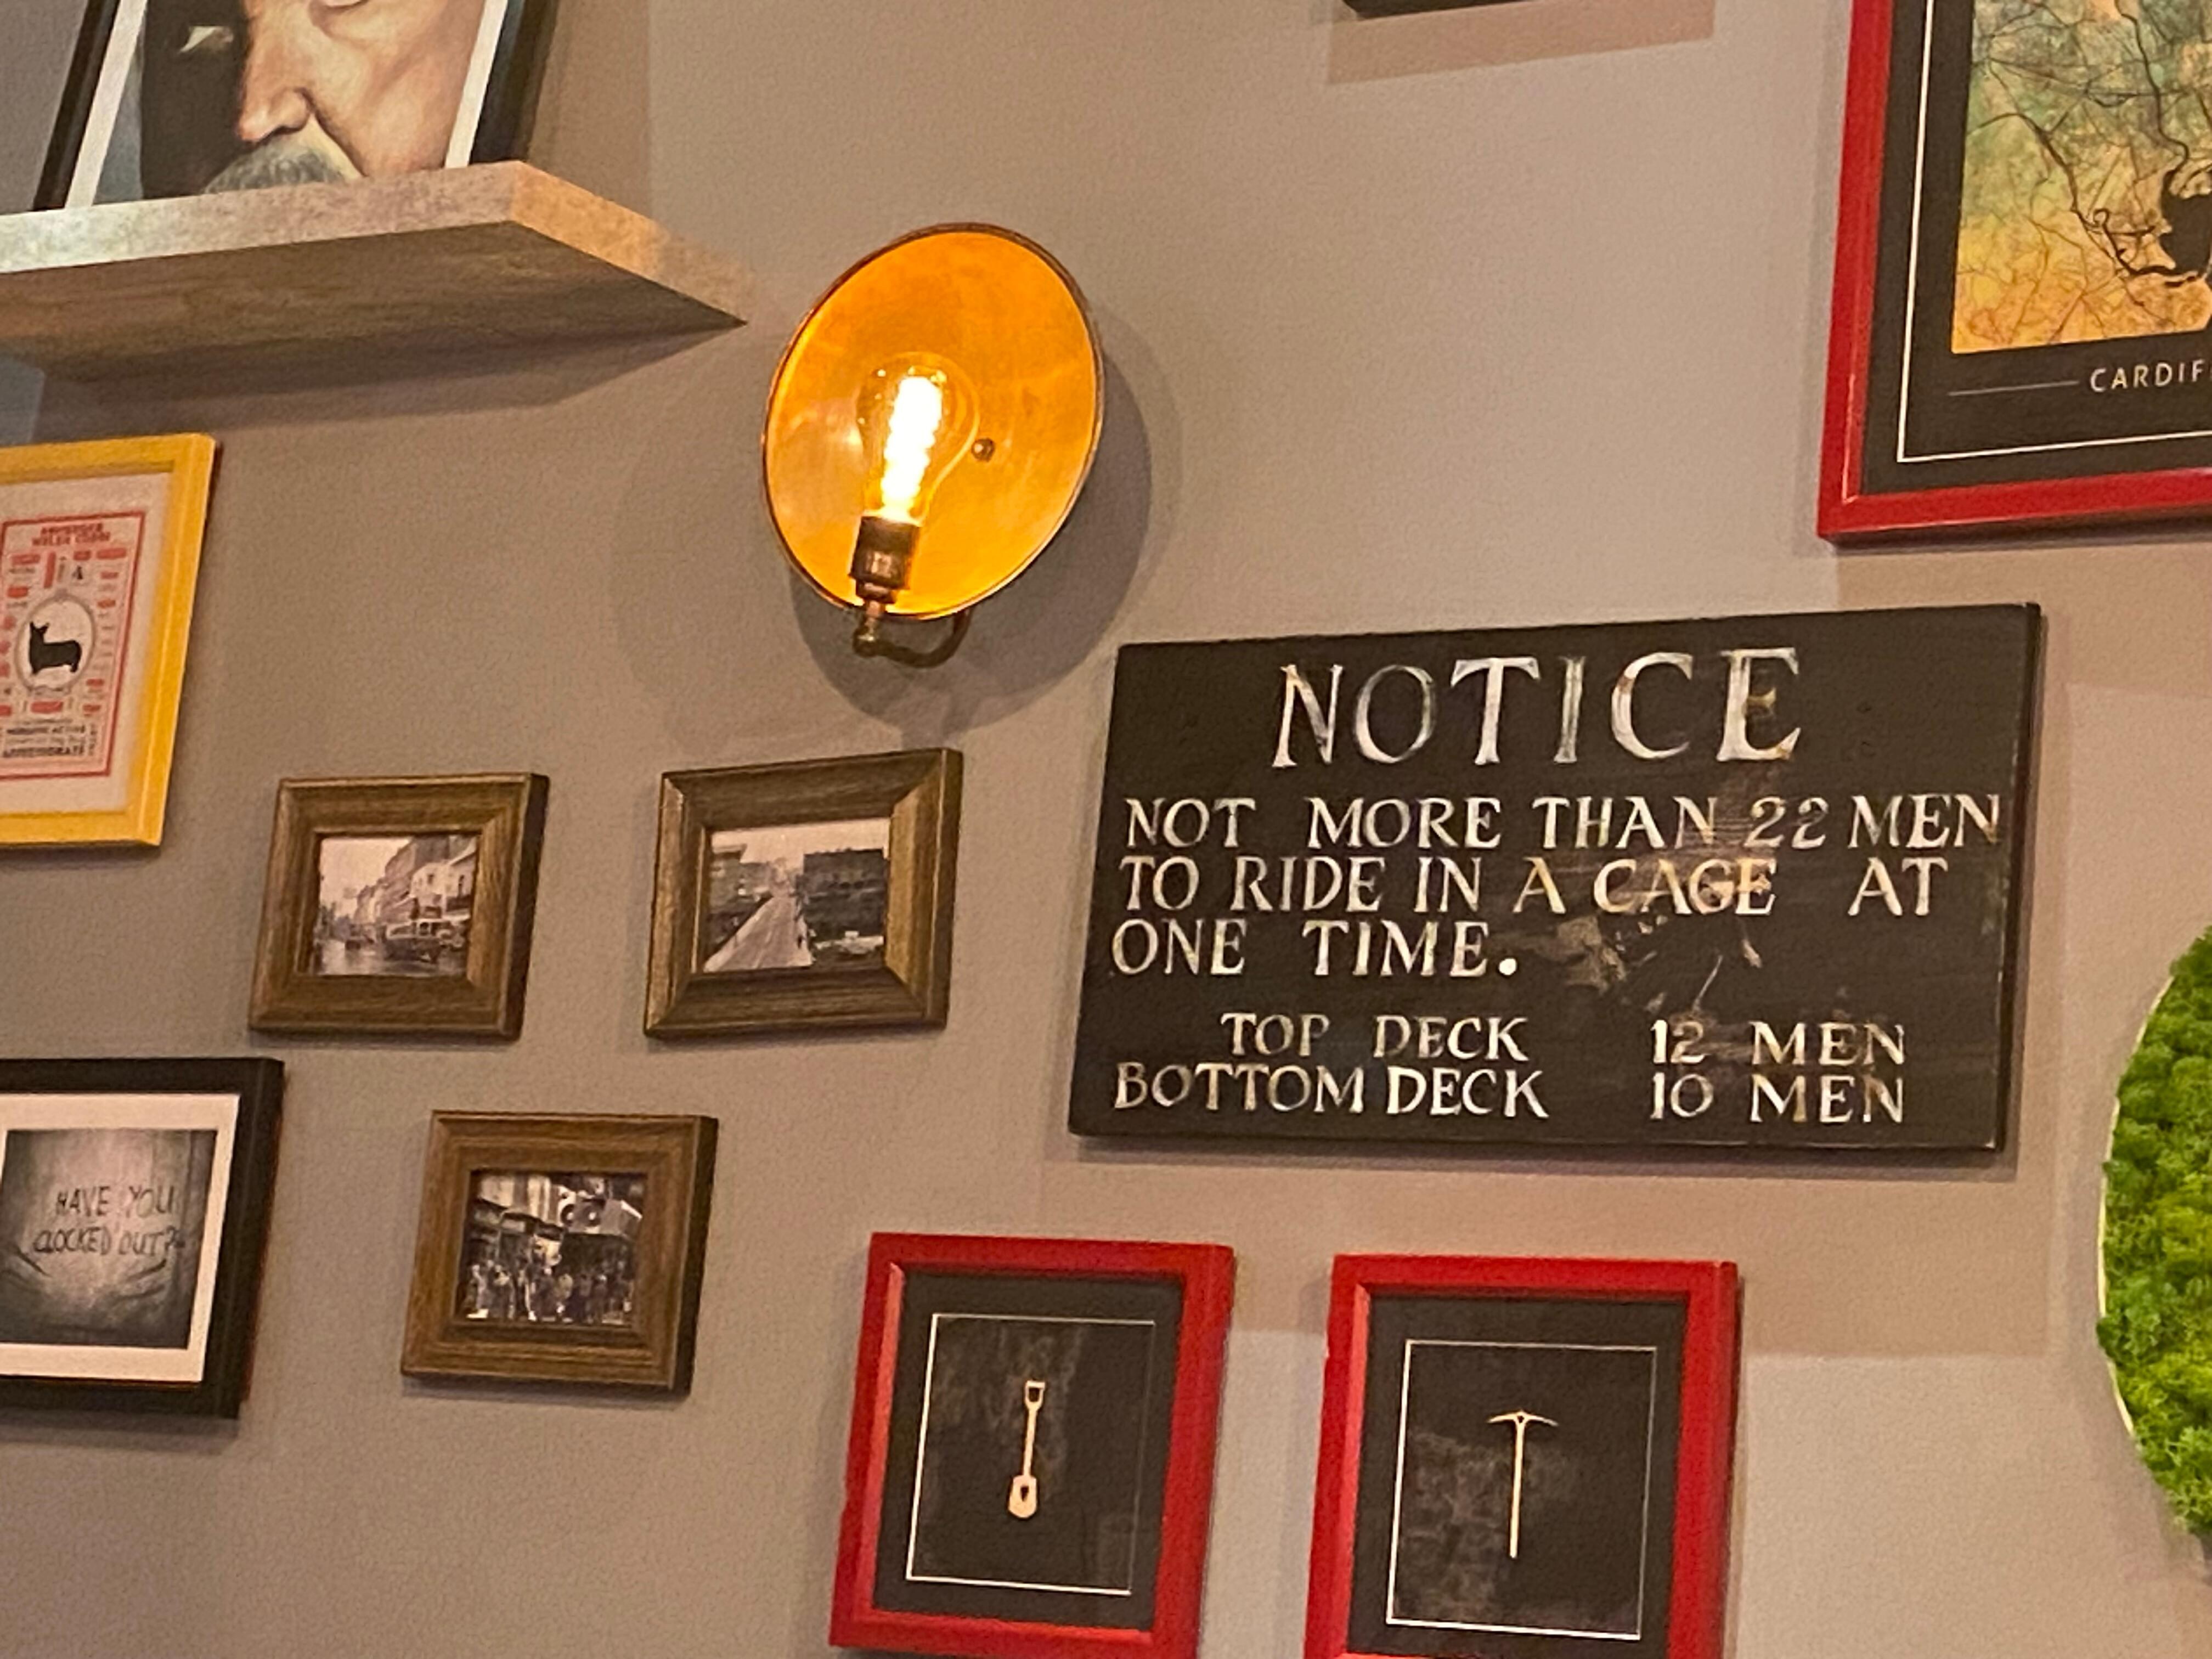 CARDIF
NOTICE
NOT MORE THAN 22 MEN
TO RIDE IN A CAGE AT
ONE TIME.
TOP DECK 12 MEN
BOTTOM DECK 10 MEN
HAVE YOU
CLOCKED OUT?